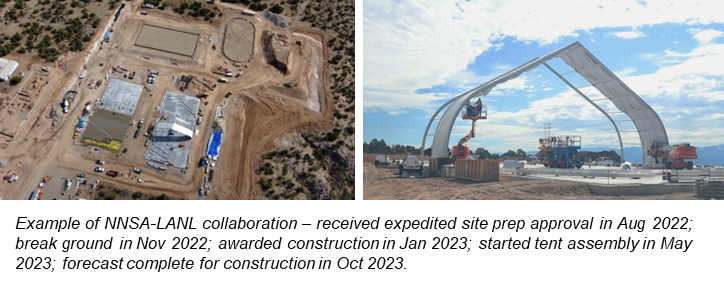 Example of NNSA-LANL collaboration – received expedited site prep approval in Aug 2022;
break ground in Nov 2022; awarded construction in Jan 2023; started tent assembly in May
2023; forecast complete for construction in Oct 2023.